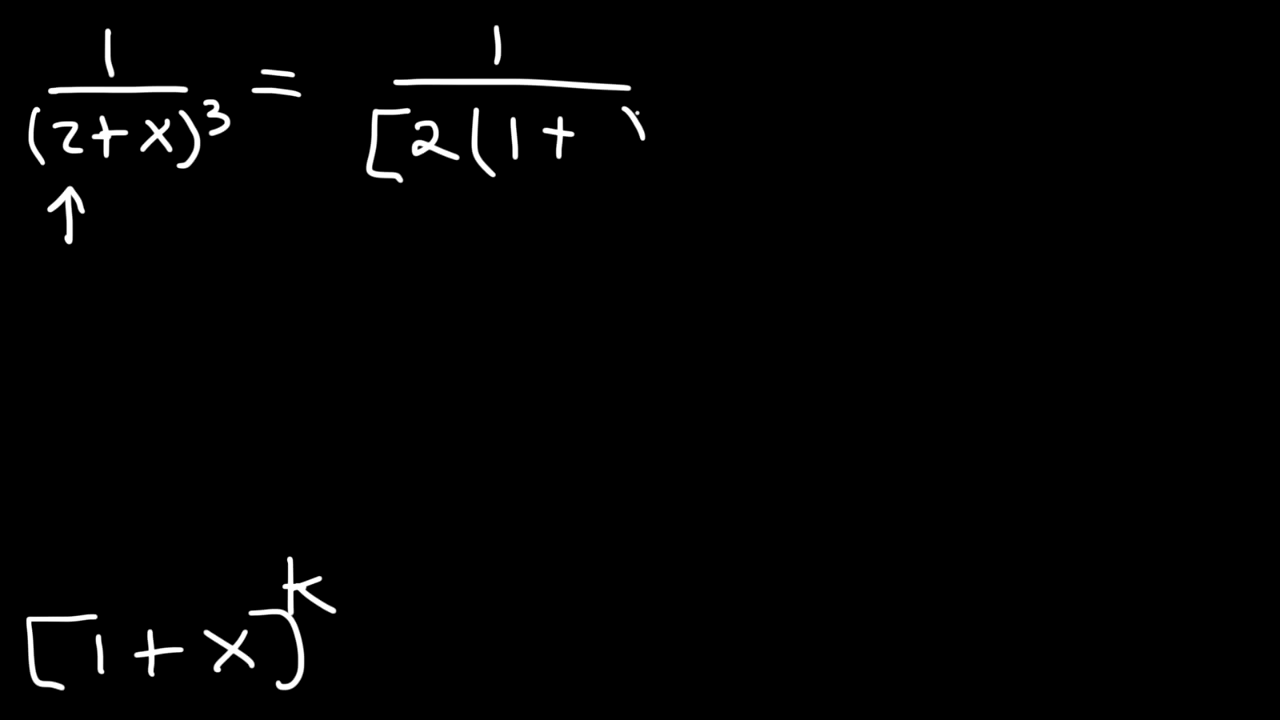 1/(2+x)³ = 1/[2(1+ )
↑
[1+x]^k